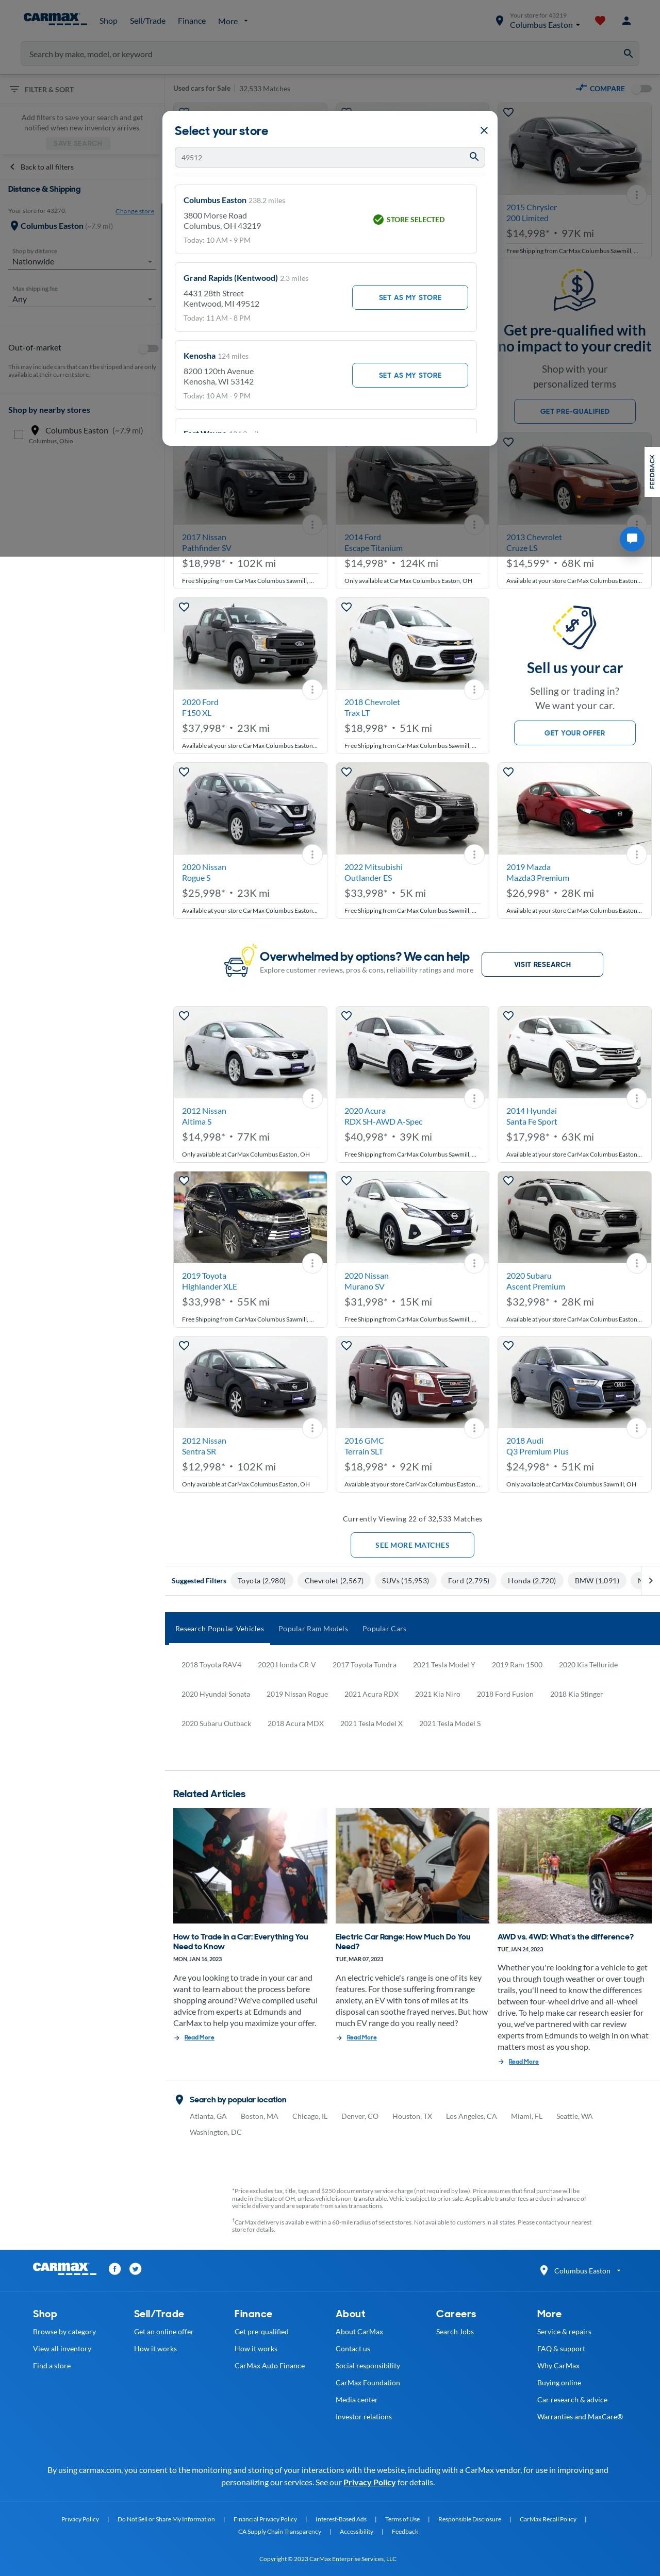 CARMAX
Shop
Sell/Trade
Finance
More
Your store for 43219
Columbus Easton
Search by make, model, or keyword
FILTER & SORT
Used cars for Sale | 32,533 Matches
COMPARE
Add filters to save your search and get
notified when new inventory arrives.
SAVE SEARCH
Back to all filters
Distance & Shipping
Your store for 43270
Change store
Columbus Easton (~7.9 mi)
Shop by distance
Nationwide
Max shipping fee
Any
Out-of-market
This may include cars that can't be shipped and are only
available at their current store.
Shop by nearby stores
Columbus Easton (~7.9 mi)
Columbus, Ohio
Select your store
49512
Columbus Easton 238.2 miles
3800 Morse Road
Columbus, OH 43219
Today: 10 AM - 9 PM
STORE SELECTED
Grand Rapids (Kentwood) 2.3 miles
4431 28th Street
Kentwood, MI 49512
Today: 11 AM - 8 PM
SET AS MY STORE
Kenosha 124 miles
8200 120th Avenue
Kenosha, WI 53142
Today: 10 AM - 9 PM
SET AS MY STORE
2015 Chrysler
200 Limited
$14,998* • 97K mi
Free Shipping from CarMax Columbus Sawmill, ...
Get pre-qualified with
no impact to your credit
Shop with your
personalized terms
GET PRE-QUALIFIED
FEEDBACK
2017 Nissan
Pathfinder SV
$18,998* • 102K mi
Free Shipping from CarMax Columbus Sawmill, ...
2014 Ford
Escape Titanium
$14,998* • 124K mi
Only available at CarMax Columbus Easton, OH
2013 Chevrolet
Cruze LS
$14,599* • 68K mi
Available at your store CarMax Columbus Easton...
2020 Ford
F150 XL
$37,998* • 23K mi
Available at your store CarMax Columbus Easton...
2018 Chevrolet
Trax LT
$18,998* • 51K mi
Free Shipping from CarMax Columbus Sawmill, ...
Sell us your car
Selling or trading in?
We want your car.
GET YOUR OFFER
2020 Nissan
Rogue S
$25,998* • 23K mi
Available at your store CarMax Columbus Easton...
2022 Mitsubishi
Outlander ES
$33,998* • 5K mi
Free Shipping from CarMax Columbus Sawmill, ...
2019 Mazda
Mazda3 Premium
$26,998* • 28K mi
Available at your store CarMax Columbus Easton...
Overwhelmed by options? We can help
Explore customer reviews, pros & cons, reliability ratings and more
VISIT RESEARCH
2012 Nissan
Altima S
$14,998* • 77K mi
Only available at CarMax Columbus Easton, OH
2020 Acura
RDX SH-AWD A-Spec
$40,998* • 39K mi
Free Shipping from CarMax Columbus Sawmill, ...
2014 Hyundai
Santa Fe Sport
$17,998* • 63K mi
Available at your store CarMax Columbus Easton...
2019 Toyota
Highlander XLE
$33,998* • 55K mi
Free Shipping from CarMax Columbus Sawmill, ...
2020 Nissan
Murano SV
$31,998* • 15K mi
Free Shipping from CarMax Columbus Sawmill, ...
2020 Subaru
Ascent Premium
$32,998* • 28K mi
Available at your store CarMax Columbus Easton...
2012 Nissan
Sentra SR
$12,998* • 102K mi
Only available at CarMax Columbus Easton, OH
2016 GMC
Terrain SLT
$18,998* • 92K mi
Available at your store CarMax Columbus Easton...
2018 Audi
Q3 Premium Plus
$24,998* • 51K mi
Only available at CarMax Columbus Sawmill, OH
Currently Viewing 22 of 32,533 Matches
SEE MORE MATCHES
Suggested Filters
Toyota (2,980)
Chevrolet (2,567)
SUVs (15,953)
Ford (2,795)
Honda (2,720)
BMW (1,091)
Research Popular Vehicles
Popular Ram Models
Popular Cars
2018 Toyota RAV4
2020 Honda CR-V
2017 Toyota Tundra
2021 Tesla Model Y
2019 Ram 1500
2020 Kia Telluride
2020 Hyundai Sonata
2019 Nissan Rogue
2021 Acura RDX
2021 Kia Niro
2018 Ford Fusion
2018 Kia Stinger
2020 Subaru Outback
2018 Acura MDX
2021 Tesla Model X
2021 Tesla Model S
Related Articles
How to Trade in a Car: Everything You
Need to Know
MON, JAN 16, 2023
Are you looking to trade in your car and
want to learn about the process before
shopping around? We've compiled useful
advice from experts at Edmunds and
CarMax to help you maximize your offer.
Read More
Electric Car Range: How Much Do You
Need?
TUE, MAR 07, 2023
An electric vehicle's range is one of its key
features. For those suffering from range
anxiety, an EV with tons of miles at its
disposal can soothe frayed nerves. But how
much EV range do you really need?
Read More
AWD vs. 4WD: What's the difference?
TUE, JAN 24, 2023
Whether you're looking for a vehicle to get
you through tough weather or over tough
trails, you'll need to know the differences
between four-wheel drive and all-wheel
drive. To help make car research easier for
you, we've partnered with car review
experts from Edmunds to weigh in on what
matters most as you shop.
Read More
Search by popular location
Atlanta, GA
Boston, MA
Chicago, IL
Denver, CO
Houston, TX
Los Angeles, CA
Miami, FL
Seattle, WA
Washington, DC
*Price excludes tax, title, tags and $250 documentary service charge (not required by law). Price assumes that final purchase will be
made in the State of OH, unless vehicle is non-transferable. Vehicle subject to prior sale. Applicable transfer fees are due in advance of
vehicle delivery and are separate from sales transactions.
†CarMax delivery is available within a 60-mile radius of select stores. Not available to customers in all states. Please contact your nearest
store for details.
CARMAX
Columbus Easton
Shop
Browse by category
View all inventory
Find a store
Sell/Trade
Get an online offer
How it works
Finance
Get pre-qualified
How it works
CarMax Auto Finance
About
About CarMax
Contact us
Social responsibility
CarMax Foundation
Media center
Investor relations
Careers
Search Jobs
More
Service & repairs
FAQ & support
Why CarMax
Buying online
Car research & advice
Warranties and MaxCare®
By using carmax.com, you consent to the monitoring and storing of your interactions with the website, including with a CarMax vendor, for use in improving and
personalizing our services. See our Privacy Policy for details.
Privacy Policy | Do Not Sell or Share My Information | Financial Privacy Policy | Interest-Based Ads | Terms of Use | Responsible Disclosure | CarMax Recall Policy |
CA Supply Chain Transparency | Accessibility | Feedback
Copyright © 2023 CarMax Enterprise Services, LLC